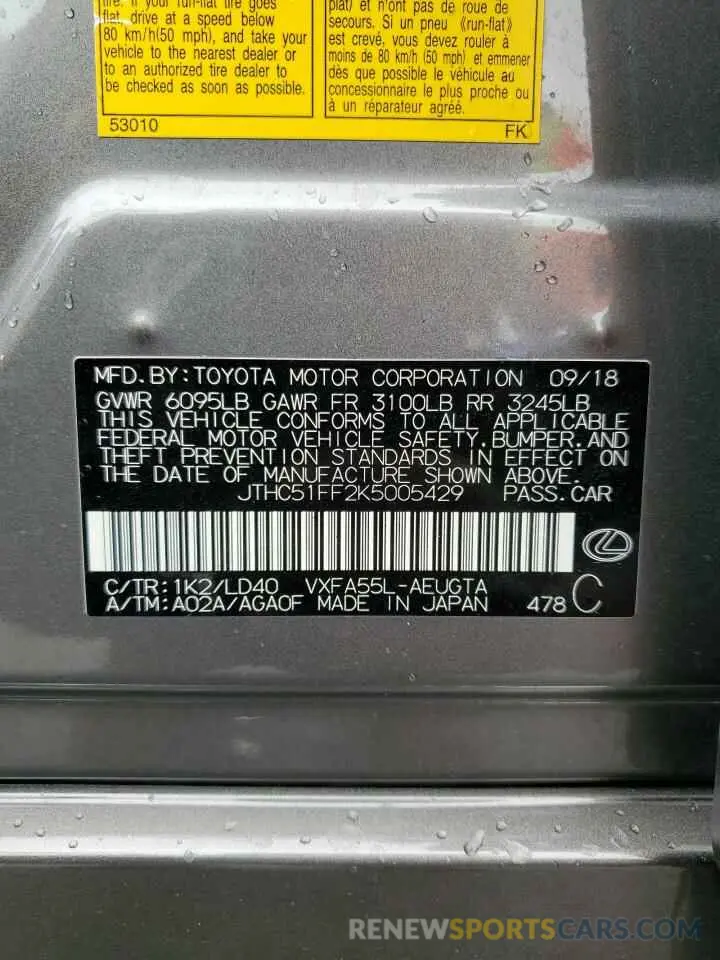 tire. If your run-flat tire goes
flat, drive at a speed below
80 km/h(50 mph), and take your
vehicle to the nearest dealer or
to an authorized tire dealer to
be checked as soon as possible.
plat) et n'ont pas de roue de
secours. Si un pneu 《run-flat》
est crevé, vous devez rouler à
moins de 80 km/h (50 mph) et emmener
dès que possible le véhicule au
concessionnaire le plus proche ou
à un réparateur agréé.
53010
FK
MFD.BY:TOYOTA MOTOR CORPORATION 09/18
GVWR 6095LB GAWR FR 3100LB RR 3245LB
THIS VEHICLE CONFORMS TO ALL APPLICABLE
FEDERAL MOTOR VEHICLE SAFETY.BUMPER.AND
THEFT PREVENTION STANDARDS IN EFFECT ON
THE DATE OF MANUFACTURE SHOWN ABOVE.
JTHC51FF2K5005429 PASS.CAR
C/TR:1K2/LD40 VXFA55L-AEUGTA
A/TM:A02A/AGA0F MADE IN JAPAN 478 C
RENEWSPORTSCARS.COM